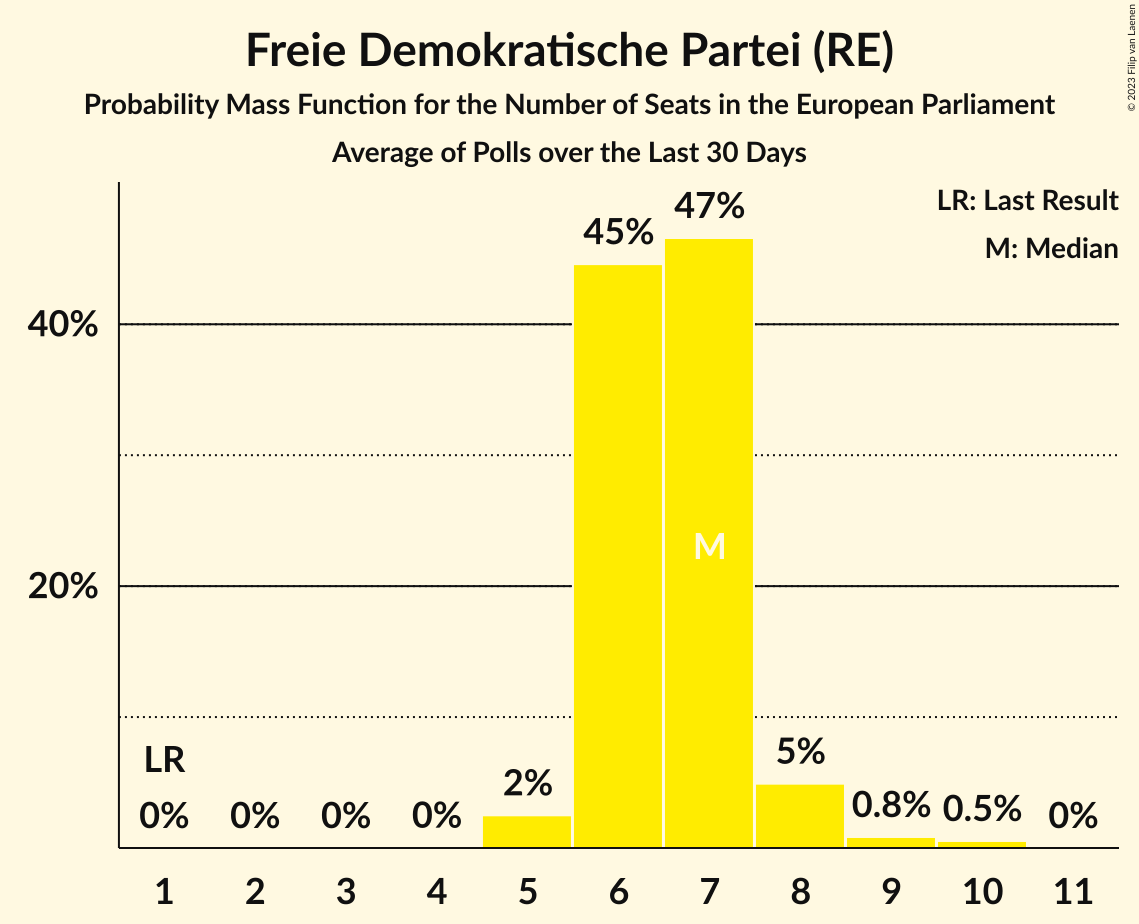 Freie Demokratische Partei (RE)
Probability Mass Function for the Number of Seats in the European Parliament
Average of Polls over the Last 30 Days
© 2023 Filip van Laenen
LR: Last Result
M: Median
47%
45%
40%
M
20%
LR
5%
2%
0.8%
0.5%
0%
0%
0%
0%
0%
1 2 3 4 5 6 7 8 9 10 11